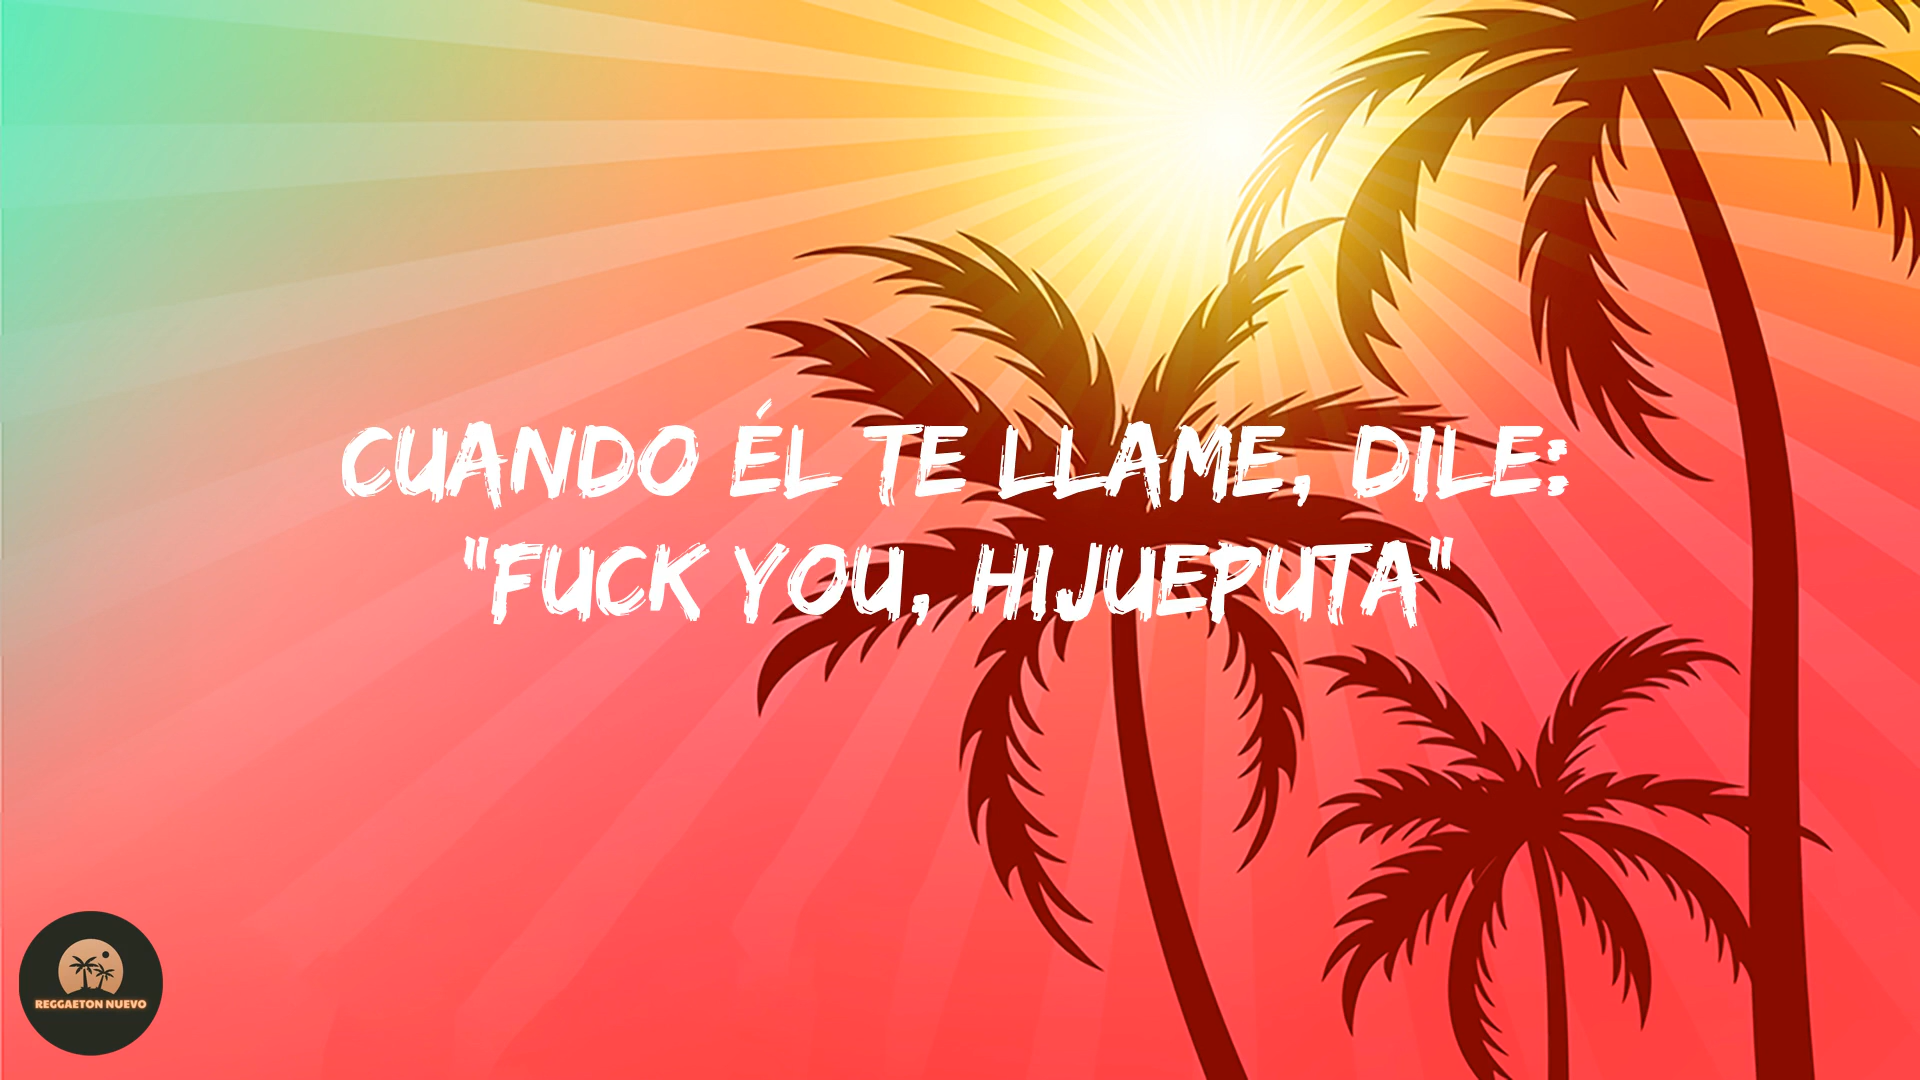 CUANDO ÉL TE LLAME, DILE:
"FUCK YOU, HIJUEPUTA"
REGGAETON NUEVO